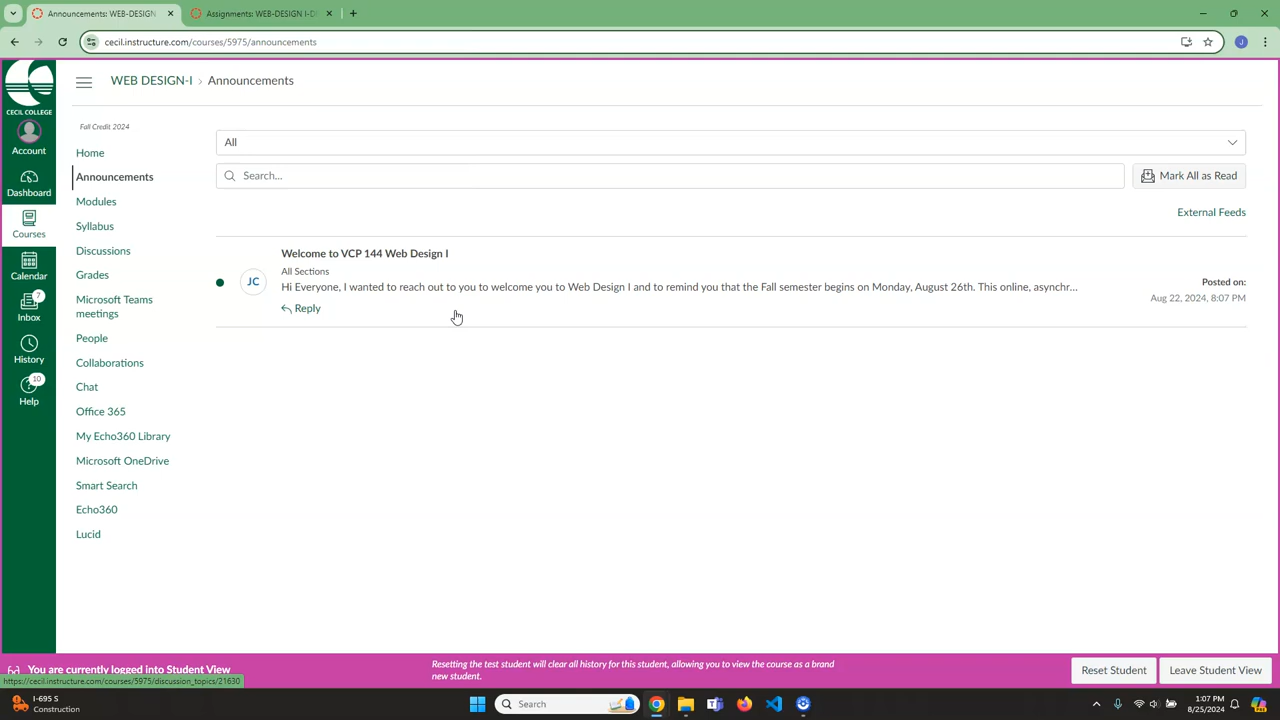 Announcements: WEB-DESIGN
Assignments: WEB-DESIGN I-D
cecil.instructure.com/courses/5975/announcements
J
CECIL COLLEGE
Account
Dashboard
Courses
Calendar
7
Inbox
History
10
Help
WEB DESIGN-I › Announcements
Fall Credit 2024
Home
Announcements
Modules
Syllabus
Discussions
Grades
Microsoft Teams
meetings
People
Collaborations
Chat
Office 365
My Echo360 Library
Microsoft OneDrive
Smart Search
Echo360
Lucid
All
Search...
Mark All as Read
External Feeds
JC
Welcome to VCP 144 Web Design I
All Sections
Hi Everyone, I wanted to reach out to you to welcome you to Web Design I and to remind you that the Fall semester begins on Monday, August 26th. This online, asynchr...
Reply
Posted on:
Aug 22, 2024, 8:07 PM
You are currently logged into Student View
Resetting the test student will clear all history for this student, allowing you to view the course as a brand
new student.
Reset Student
Leave Student View
https://cecil.instructure.com/courses/5975/discussion_topics/21630
I-695 S
Construction
Search
1:07 PM
8/25/2024